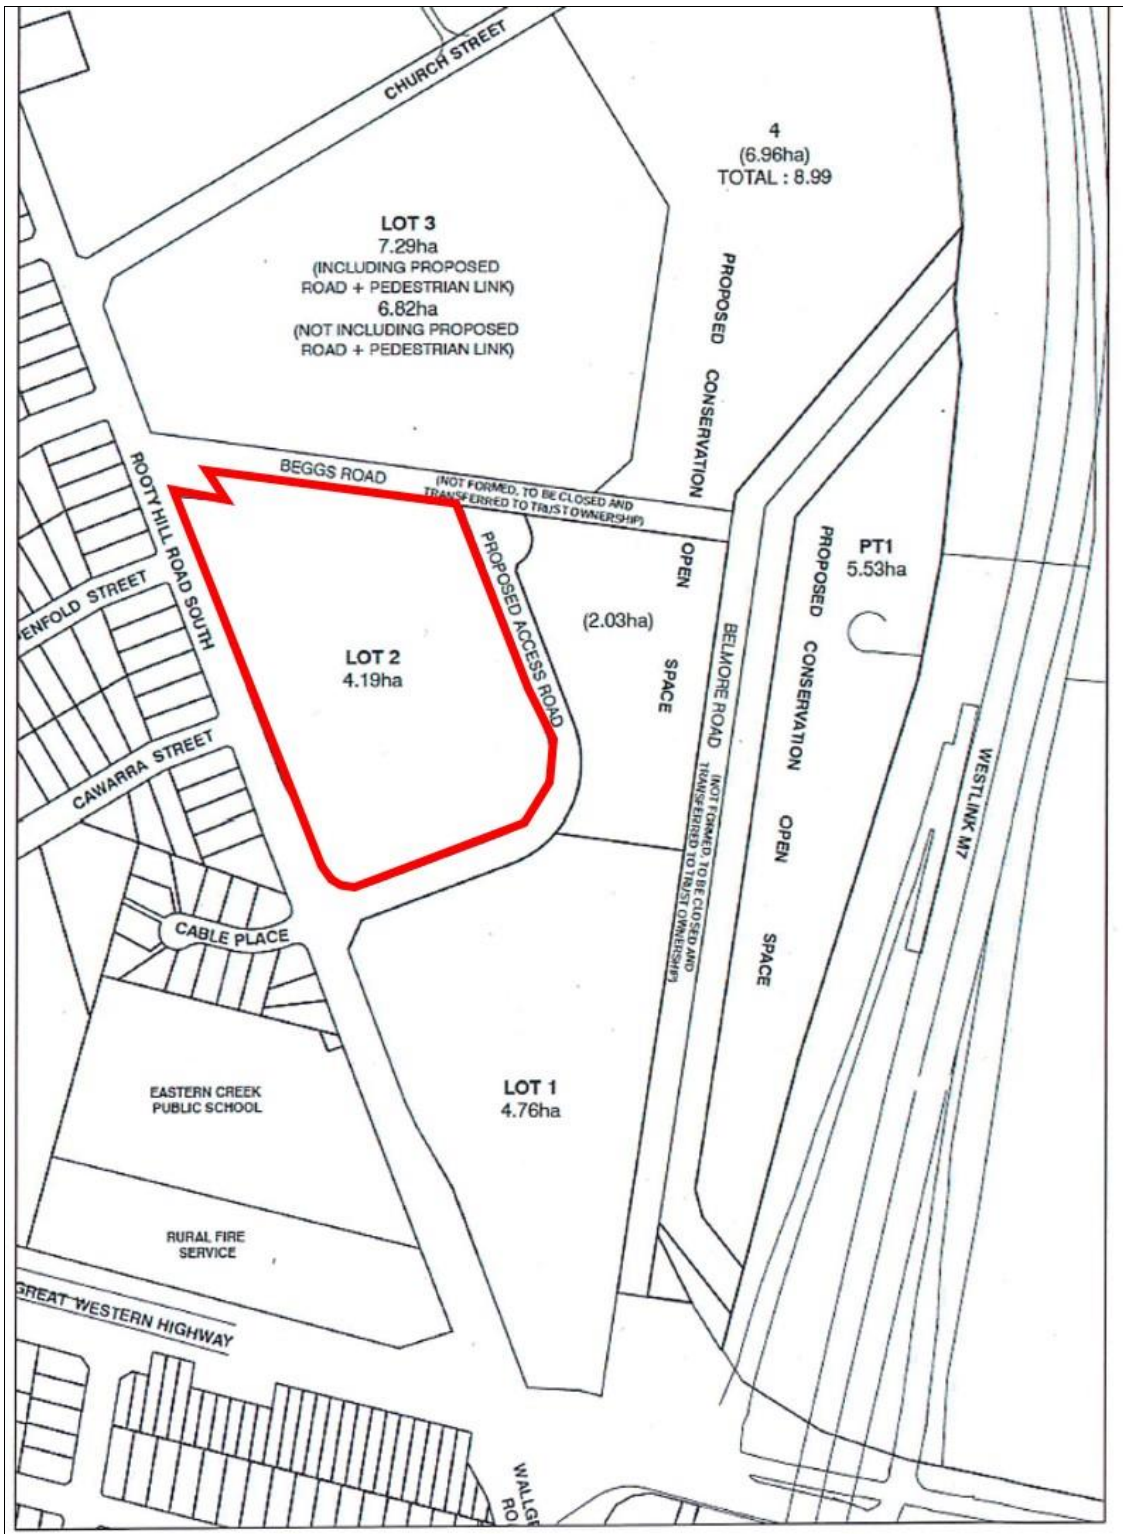 CHURCH STREET
4
(6.96ha)
TOTAL : 8.99
LOT 3
7.29ha
(INCLUDING PROPOSED
ROAD + PEDESTRIAN LINK)
6.82ha
(NOT INCLUDING PROPOSED
ROAD + PEDESTRIAN LINK)
PROPOSED CONSERVATION
BEGGS ROAD
(NOT FORMED, TO BE CLOSED AND
TRANSFERRED TO TRUST OWNERSHIP)
ROOTY HILL ROAD SOUTH
PROPOSED ACCESS ROAD
OPEN SPACE
(2.03ha)
PT1
5.53ha
PROPOSED CONSERVATION OPEN SPACE
PENFOLD STREET
LOT 2
4.19ha
BELMORE ROAD
(NOT FORMED, TO BE CLOSED AND
TRANSFERRED TO TRUST OWNERSHIP)
CAWARRA STREET
WESTLINK M7
CABLE PLACE
LOT 1
4.76ha
EASTERN CREEK
PUBLIC SCHOOL
RURAL FIRE
SERVICE
GREAT WESTERN HIGHWAY
WALLG
RO